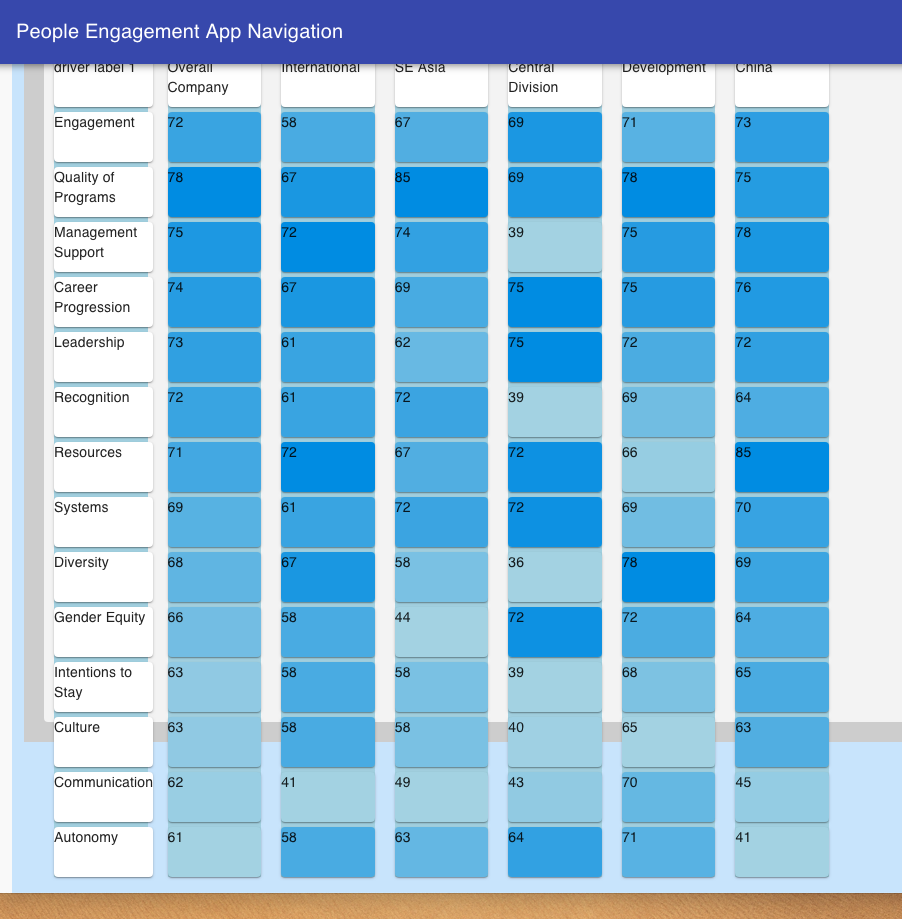 People Engagement App Navigation
driver label 1 Overall Company International SE Asia Central Division Development China
Engagement 72 58 67 69 71 73
Quality of Programs 78 67 85 69 78 75
Management Support 75 72 74 39 75 78
Career Progression 74 67 69 75 75 76
Leadership 73 61 62 75 72 72
Recognition 72 61 72 39 69 64
Resources 71 72 67 72 66 85
Systems 69 61 72 72 69 70
Diversity 68 67 58 36 78 69
Gender Equity 66 58 44 72 72 64
Intentions to Stay 63 58 58 39 68 65
Culture 63 58 58 40 65 63
Communication 62 41 49 43 70 45
Autonomy 61 58 63 64 71 41